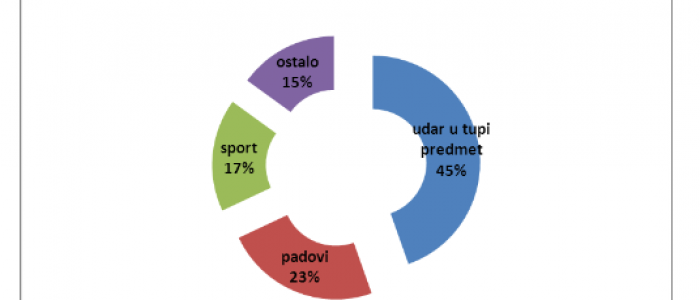 ostalo
15%
udar u tupi
predmet
45%
sport
17%
padovi
23%